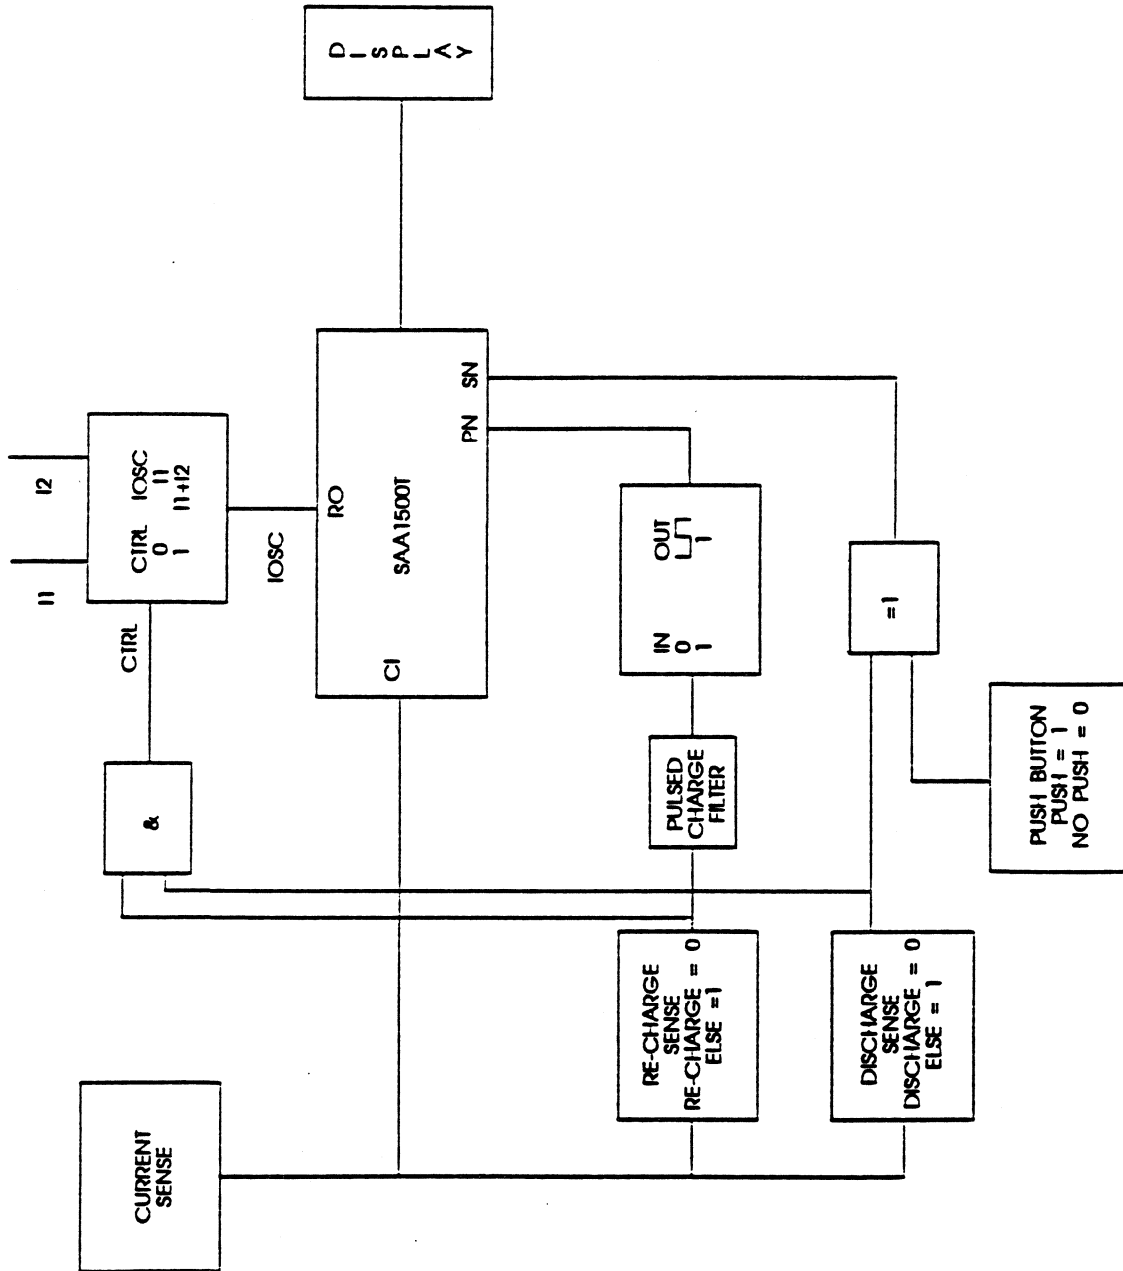 CURRENT
SENSE
&
CTRL
I1
I2
CTRL IOSC
0 I1
1 I1+I2
IOSC
RO
CI
SAA1500T
PN
SN
DISPLAY
RE-CHARGE
SENSE
RE-CHARGE = 0
ELSE =1
PULSED
CHARGE
FILTER
IN OUT
0
1 1
DISCHARGE
SENSE
DISCHARGE = 0
ELSE = 1
=1
PUSH BUTTON
PUSH = 1
NO PUSH = 0